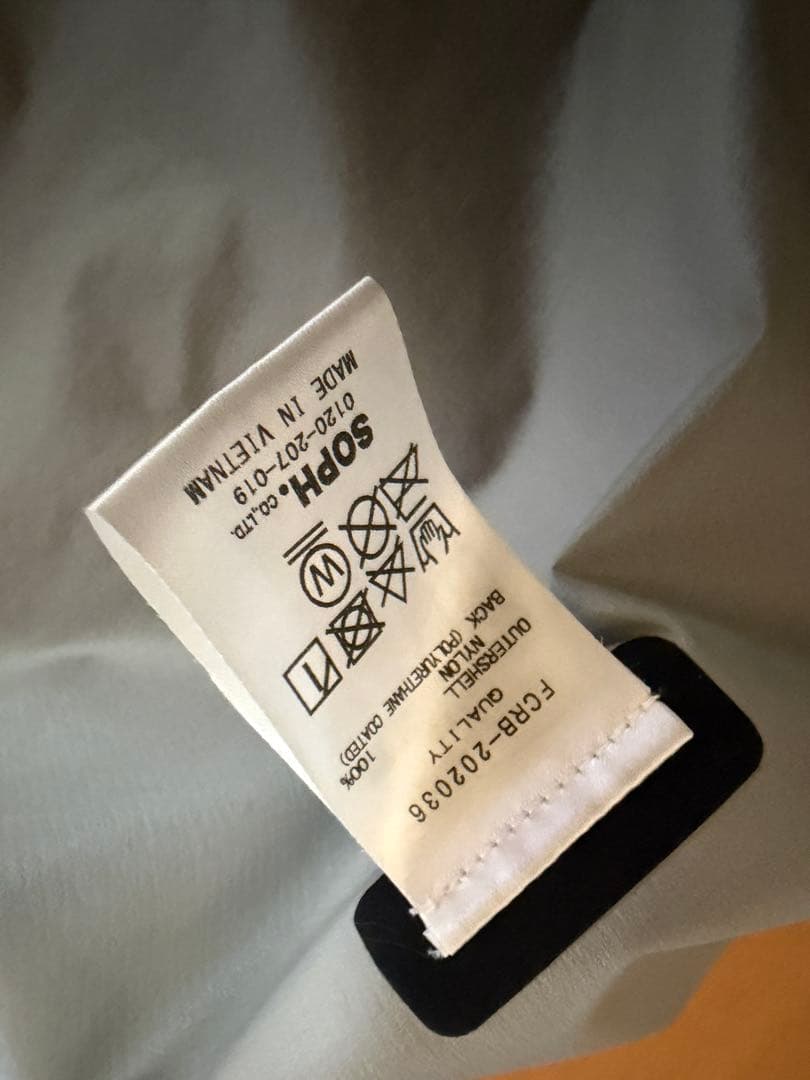 FCRB-202036
QUALITY
OUTERSHELL
NYLON 100%
BACK (POLYURETHANE COATED)
W
SOPH. CO.,LTD.
0120-207-019
MADE IN VIETNAM